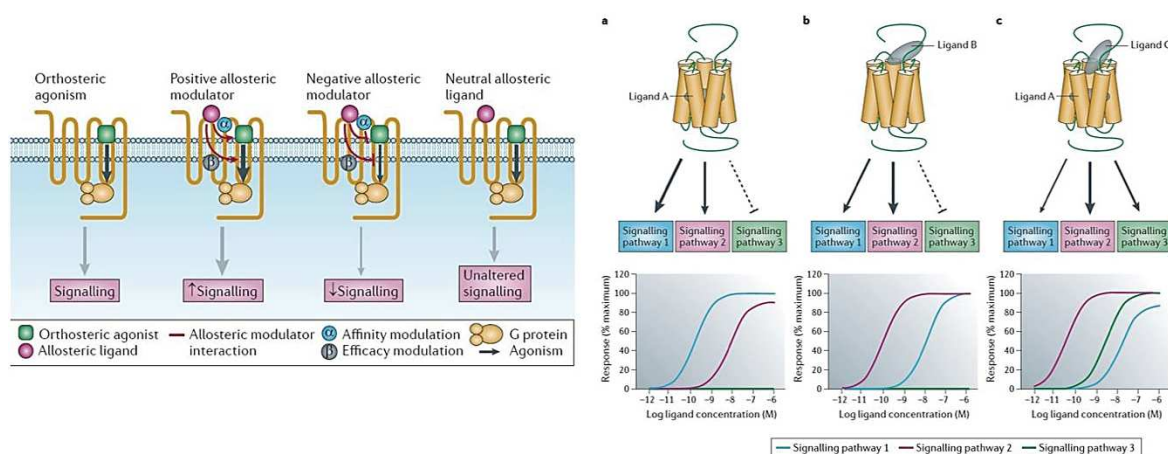 Orthosteric
agonism
Positive allosteric
modulator
Negative allosteric
modulator
Neutral allosteric
ligand
α
β
α
β
Signalling
↑Signalling
↓Signalling
Unaltered
signalling
Orthosteric agonist
Allosteric ligand
Allosteric modulator
interaction
α Affinity modulation
β Efficacy modulation
G protein
Agonism
a
Ligand A
Signalling
pathway 1
Signalling
pathway 2
Signalling
pathway 3
Response (% maximum)
120
100
80
60
40
20
0
–12 –11 –10 –9 –8 –7 –6
Log ligand concentration (M)
b
Ligand B
Signalling
pathway 1
Signalling
pathway 2
Signalling
pathway 3
Response (% maximum)
120
100
80
60
40
20
0
–12 –11 –10 –9 –8 –7 –6
Log ligand concentration (M)
c
Ligand C
Ligand A
Signalling
pathway 1
Signalling
pathway 2
Signalling
pathway 3
Response (% maximum)
120
100
80
60
40
20
0
–12 –11 –10 –9 –8 –7 –6
Log ligand concentration (M)
Signalling pathway 1 Signalling pathway 2 Signalling pathway 3